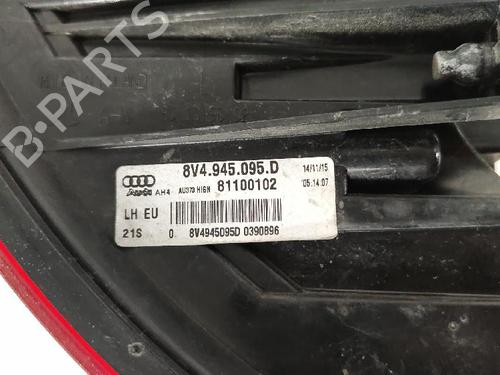 B-PARTS
8V4.945.095.D 14/11/15
Audi AH4 AU370 HIGH 81100102 05:14:07
LH EU
21S 0 8V4945095D 0390896